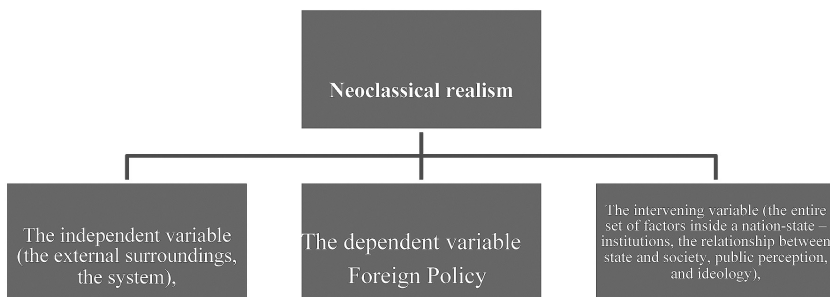 Neoclassical realism
The independent variable
(the external surroundings,
the system),
The dependent variable
Foreign Policy
The intervening variable (the entire
set of factors inside a nation-state –
institutions, the relationship between
state and society, public perception,
and ideology),